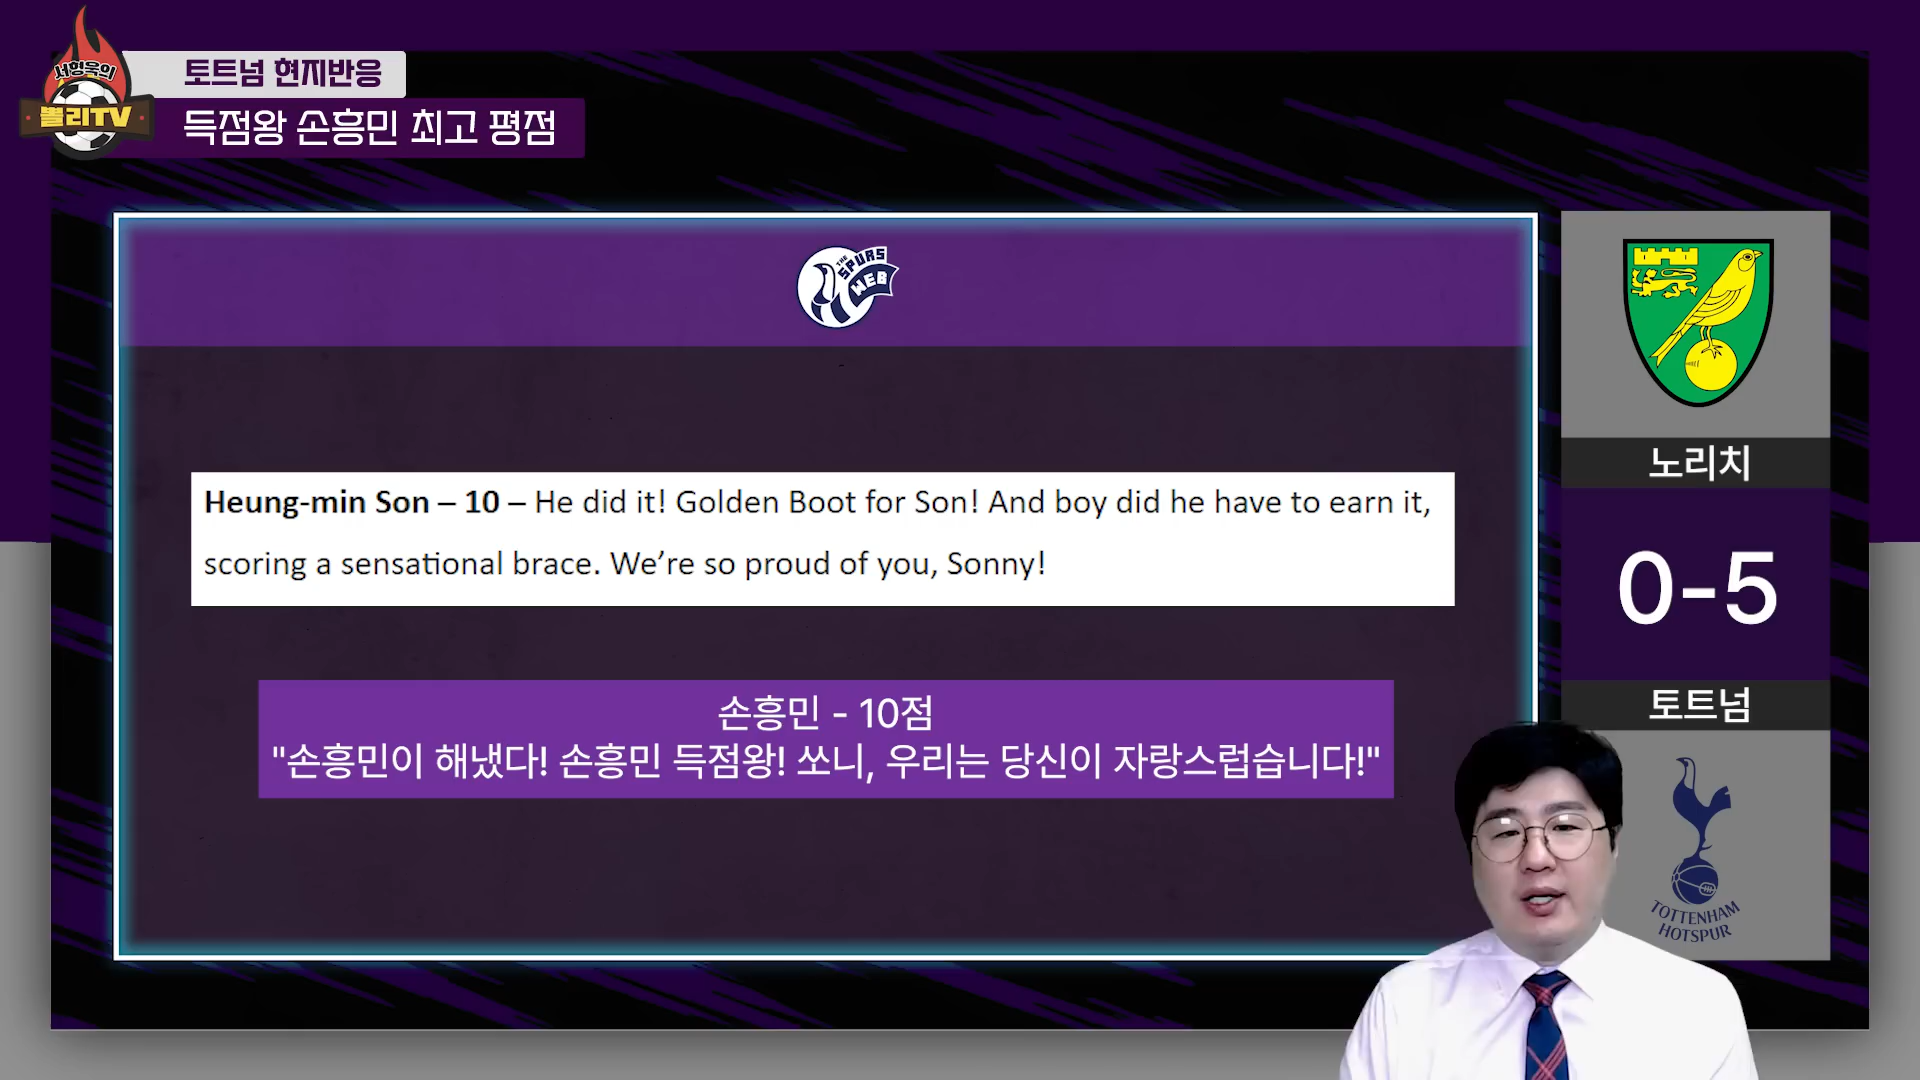 서형욱의
뽈리TV
토트넘 현지반응
득점왕 손흥민 최고 평점
THE
SPURS
WEB
Heung-min Son – 10 – He did it! Golden Boot for Son! And boy did he have to earn it,
scoring a sensational brace. We’re so proud of you, Sonny!
손흥민 - 10점
"손흥민이 해냈다! 손흥민 득점왕! 쏘니, 우리는 당신이 자랑스럽습니다!"
노리치
0-5
토트넘
TOTTENHAM
HOTSPUR